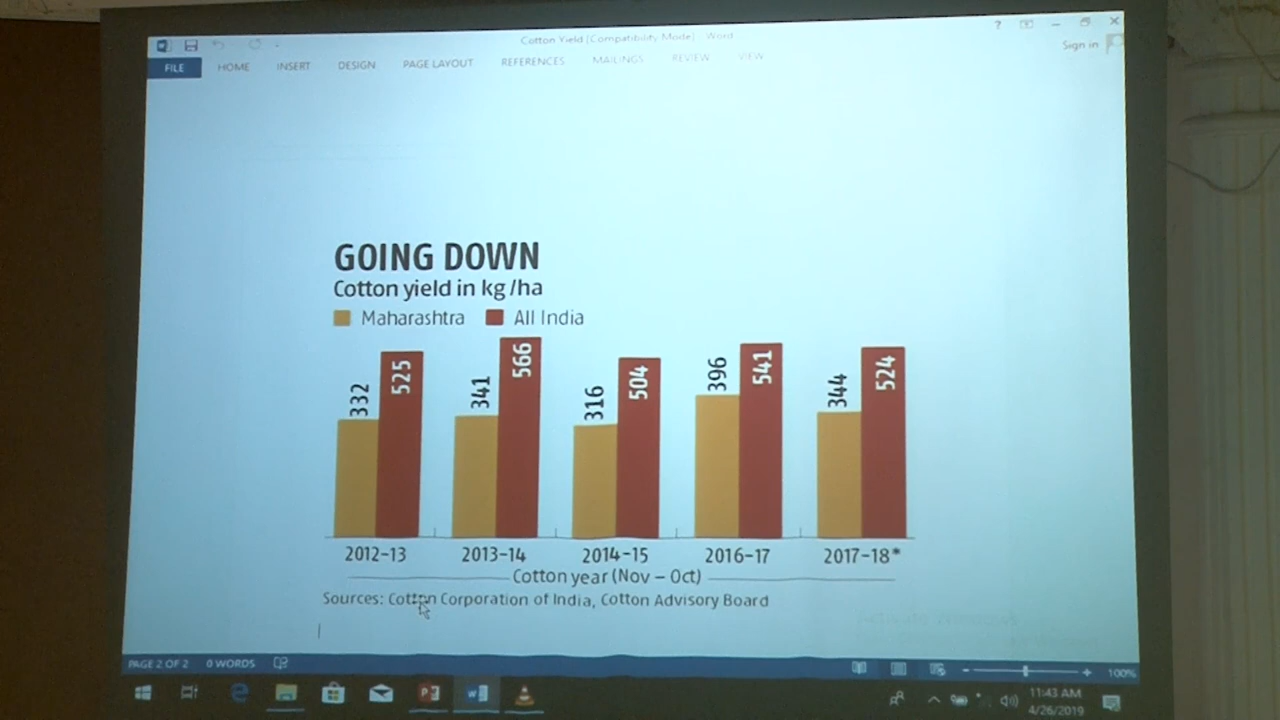 Cotton Yield [Compatibility Mode] - Word
?
Sign in
FILE HOME INSERT DESIGN PAGE LAYOUT REFERENCES MAILINGS REVIEW VIEW
GOING DOWN
Cotton yield in kg/ha
Maharashtra All India
332 525 341 566 316 504 396 541 344 524
2012-13 2013-14 2014-15 2016-17 2017-18*
Cotton year (Nov – Oct)
Sources: Cotton Corporation of India, Cotton Advisory Board
PAGE 2 OF 2 0 WORDS 100%
11:43 AM
4/26/2019